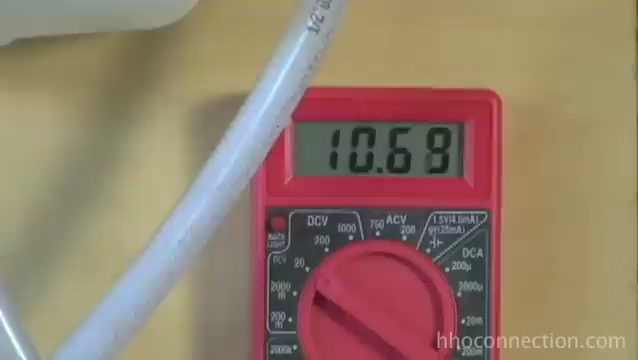 1/2"
10.68
DCV
ACV
1000
750
200
200
1.5V(4.0mA)
9V(25mA)
BACK
LIGHT
DCA
DCV
20
200µ
2000
m
2000µ
200
m
20m
2000k
200m
hhoconnection.com